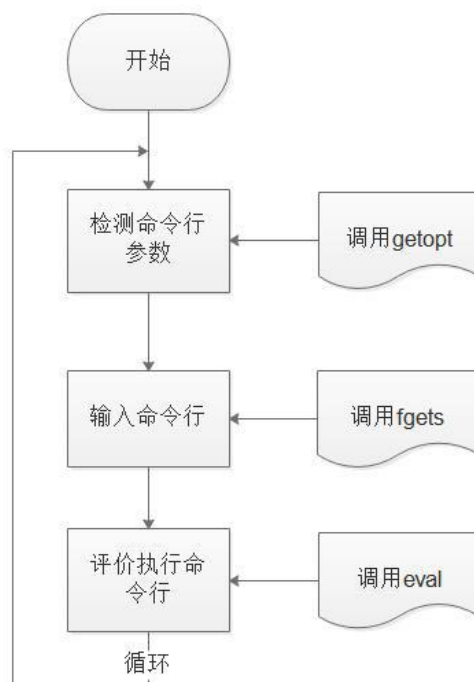 开始
检测命令行
参数
调用getopt
输入命令行
调用fgets
评价执行命
令行
调用eval
循环